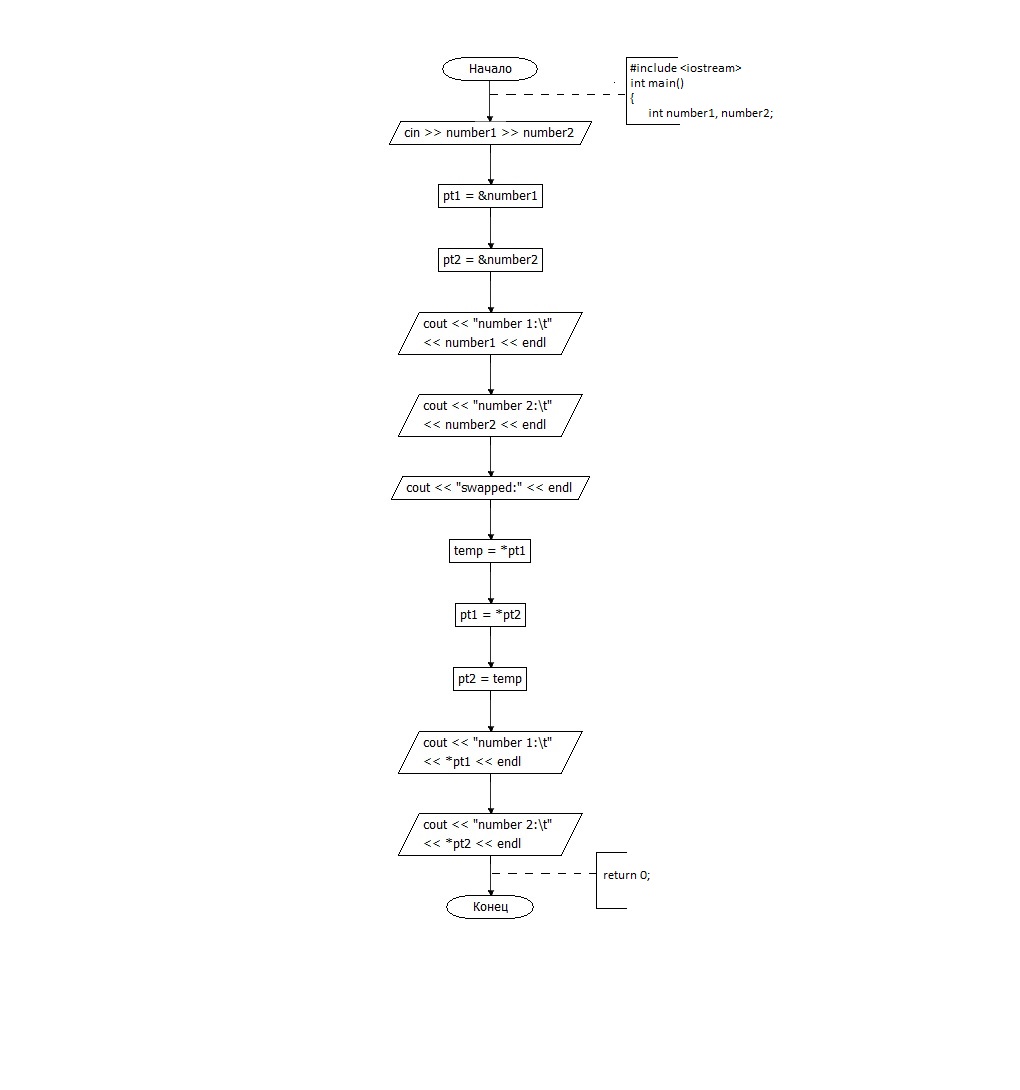 Начало
#include <iostream>
int main()
{
int number1, number2;
cin >> number1 >> number2
pt1 = &number1
pt2 = &number2
cout << "number 1:\t"
<< number1 << endl
cout << "number 2:\t"
<< number2 << endl
cout << "swapped:" << endl
temp = *pt1
pt1 = *pt2
pt2 = temp
cout << "number 1:\t"
<< *pt1 << endl
cout << "number 2:\t"
<< *pt2 << endl
return 0;
Конец